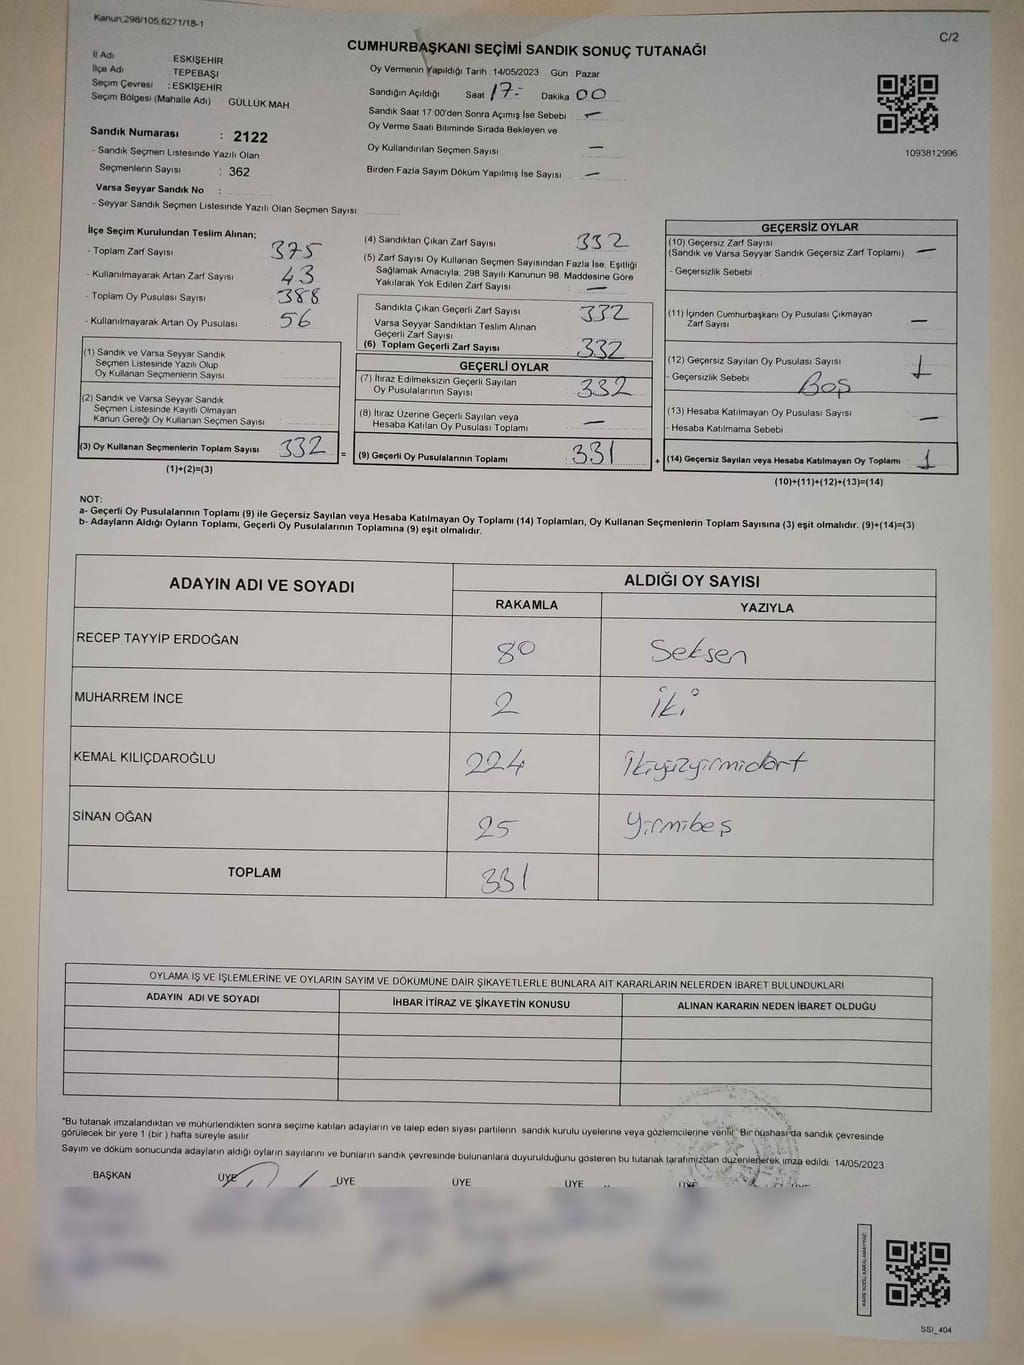 Kanun;298/105,6271/18-1
C/2
CUMHURBAŞKANI SEÇİMİ SANDIK SONUÇ TUTANAĞI
İl Adı ESKİŞEHİR
İlçe Adı TEPEBAŞI
Seçim Çevresi : ESKİŞEHİR
Seçim Bölgesi (Mahalle Adı) GÜLLÜK MAH
Oy Vermenin Yapıldığı Tarih : 14/05/2023 Gün : Pazar
Sandığın Açıldığı Saat 17:- Dakika 00
Sandık Saat 17.00'den Sonra Açımış İse Sebebi : —
Oy Verme Saati Bitiminde Sırada Bekleyen ve
Oy Kullandırılan Seçmen Sayısı —
Birden Fazla Sayım Döküm Yapılmış İse Sayısı : —
1093812996
Sandık Numarası : 2122
- Sandık Seçmen Listesinde Yazılı Olan
Seçmenlerin Sayısı : 362
Varsa Seyyar Sandık No :
- Seyyar Sandık Seçmen Listesinde Yazılı Olan Seçmen Sayısı:
İlçe Seçim Kurulundan Teslim Alınan;
- Toplam Zarf Sayısı 375
- Kullanılmayarak Artan Zarf Sayısı 43
- Toplam Oy Pusulası Sayısı 388
- Kullanılmayarak Artan Oy Pusulası 56
(1) Sandık ve Varsa Seyyar Sandık
Seçmen Listesinde Yazılı Olup
Oy Kullanan Seçmenlerin Sayısı
(2) Sandık ve Varsa Seyyar Sandık
Seçmen Listesinde Kayıtlı Olmayan
Kanun Gereği Oy Kullanan Seçmen Sayısı :
(3) Oy Kullanan Seçmenlerin Toplam Sayısı 332 =
(1)+(2)=(3)
(4) Sandıktan Çıkan Zarf Sayısı 332
(5) Zarf Sayısı Oy Kullanan Seçmen Sayısından Fazla İse, Eşitliği
Sağlamak Amacıyla, 298 Sayılı Kanunun 98. Maddesine Göre
Yakılarak Yok Edilen Zarf Sayısı : —
Sandıkta Çıkan Geçerli Zarf Sayısı 332
Varsa Seyyar Sandıktan Teslim Alınan
Geçerli Zarf Sayısı
(6) Toplam Geçerli Zarf Sayısı 332
GEÇERLİ OYLAR
(7) İtiraz Edilmeksizin Geçerli Sayılan
Oy Pusulalarının Sayısı 332
(8) İtiraz Üzerine Geçerli Sayılan veya
Hesaba Katılan Oy Pusulası Toplamı —
(9) Geçerli Oy Pusulalarının Toplamı 331 +
GEÇERSİZ OYLAR
(10) Geçersiz Zarf Sayısı
(Sandık ve Varsa Seyyar Sandık Geçersiz Zarf Toplamı) —
- Geçersizlik Sebebi :
(11) İçinden Cumhurbaşkanı Oy Pusulası Çıkmayan
Zarf Sayısı —
(12) Geçersiz Sayılan Oy Pusulası Sayısı 1
- Geçersizlik Sebebi Boş
(13) Hesaba Katılmayan Oy Pusulası Sayısı —
- Hesaba Katılmama Sebebi
(14) Geçersiz Sayılan veya Hesaba Katılmayan Oy Toplamı : 1
(10)+(11)+(12)+(13)=(14)
NOT:
a- Geçerli Oy Pusulalarının Toplamı (9) ile Geçersiz Sayılan veya Hesaba Katılmayan Oy Toplamı (14) Toplamları, Oy Kullanan Seçmenlerin Toplam Sayısına (3) eşit olmalıdır. (9)+(14)=(3)
b- Adayların Aldığı Oyların Toplamı, Geçerli Oy Pusulalarının Toplamına (9) eşit olmalıdır.
ADAYIN ADI VE SOYADI
ALDIĞI OY SAYISI
RAKAMLA YAZIYLA
RECEP TAYYİP ERDOĞAN 80 Seksen
MUHARREM İNCE 2 İki
KEMAL KILIÇDAROĞLU 224 İkiyüzyirmidört
SİNAN OĞAN 25 Yirmibeş
TOPLAM 331
OYLAMA İŞ VE İŞLEMLERİNE VE OYLARIN SAYIM VE DÖKÜMÜNE DAİR ŞİKAYETLERLE BUNLARA AİT KARARLARIN NELERDEN İBARET BULUNDUKLARI
ADAYIN ADI VE SOYADI İHBAR İTİRAZ VE ŞİKAYETİN KONUSU ALINAN KARARIN NEDEN İBARET OLDUĞU
"Bu tutanak imzalandıktan ve mühürlendikten sonra seçime katılan adayların ve talep eden siyasi partilerin sandık kurulu üyelerine veya gözlemcilerine verilir. Bir nüshası da sandık çevresinde
görülecek bir yere 1 (bir ) hafta süreyle asılır
Sayım ve döküm sonucunda adayların aldığı oyların sayılarını ve bunların sandık çevresinde bulunanlara duyurulduğunu gösteren bu tutanak tarafımızdan düzenlenerek imza edildi 14/05/2023
BAŞKAN ÜYE ÜYE ÜYE ÜYE ÜYE ÜYE
KARE KODU KARALAMAYINIZ
SSI_404